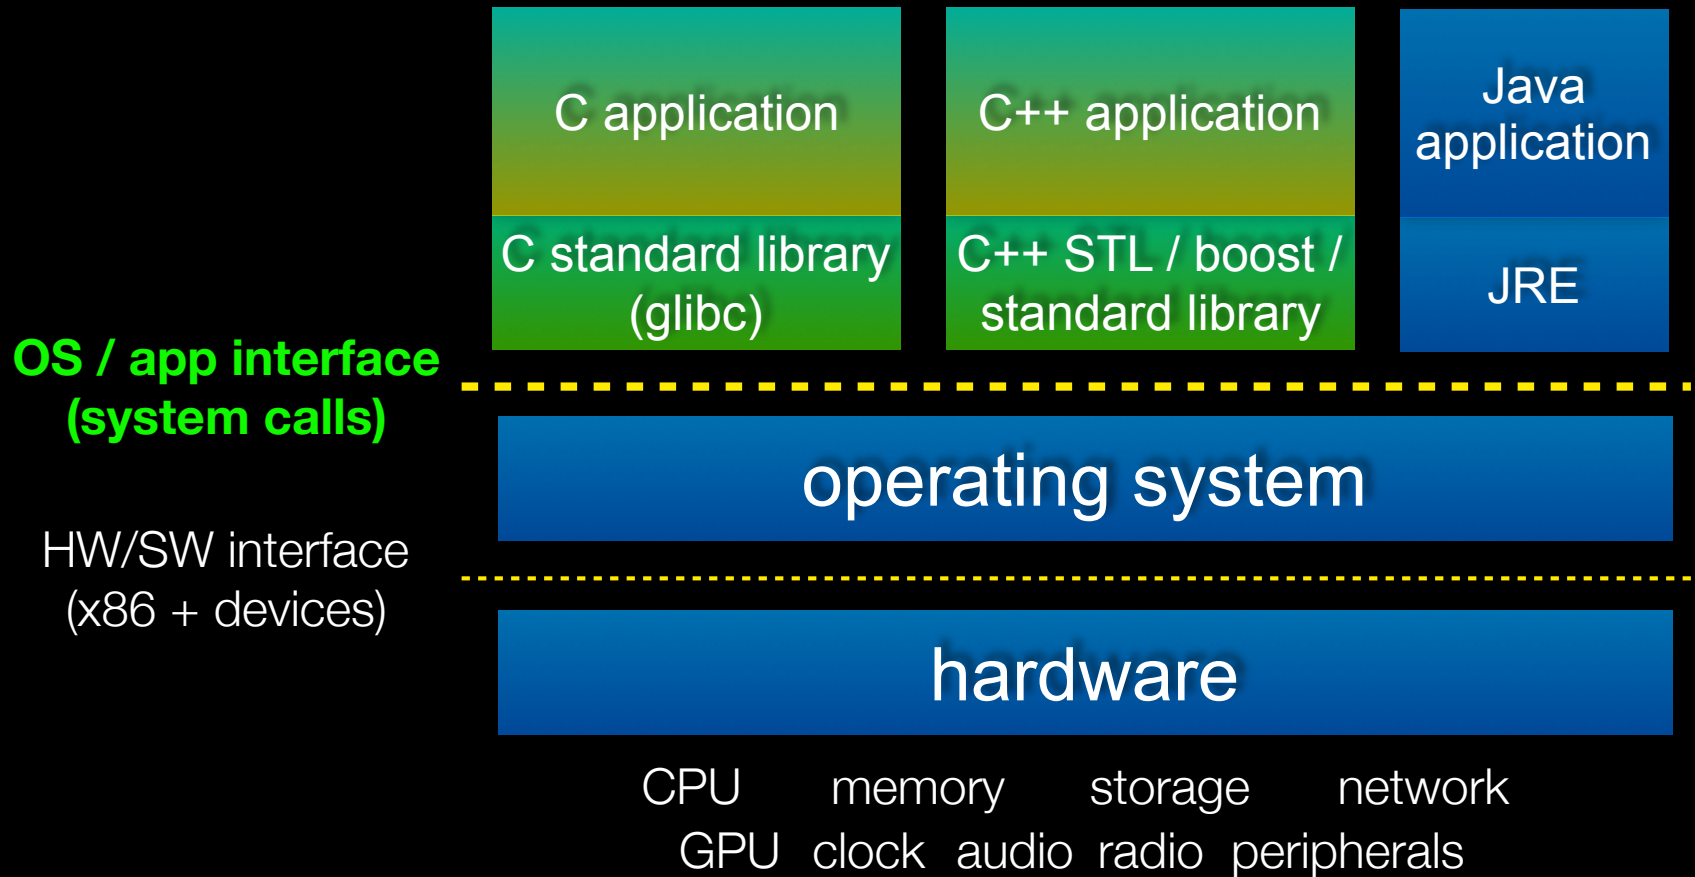 C application
C++ application
Java
application
C standard library
(glibc)
C++ STL / boost /
standard library
JRE
OS / app interface
(system calls)
operating system
HW/SW interface
(x86 + devices)
hardware
CPU memory storage network
GPU clock audio radio peripherals